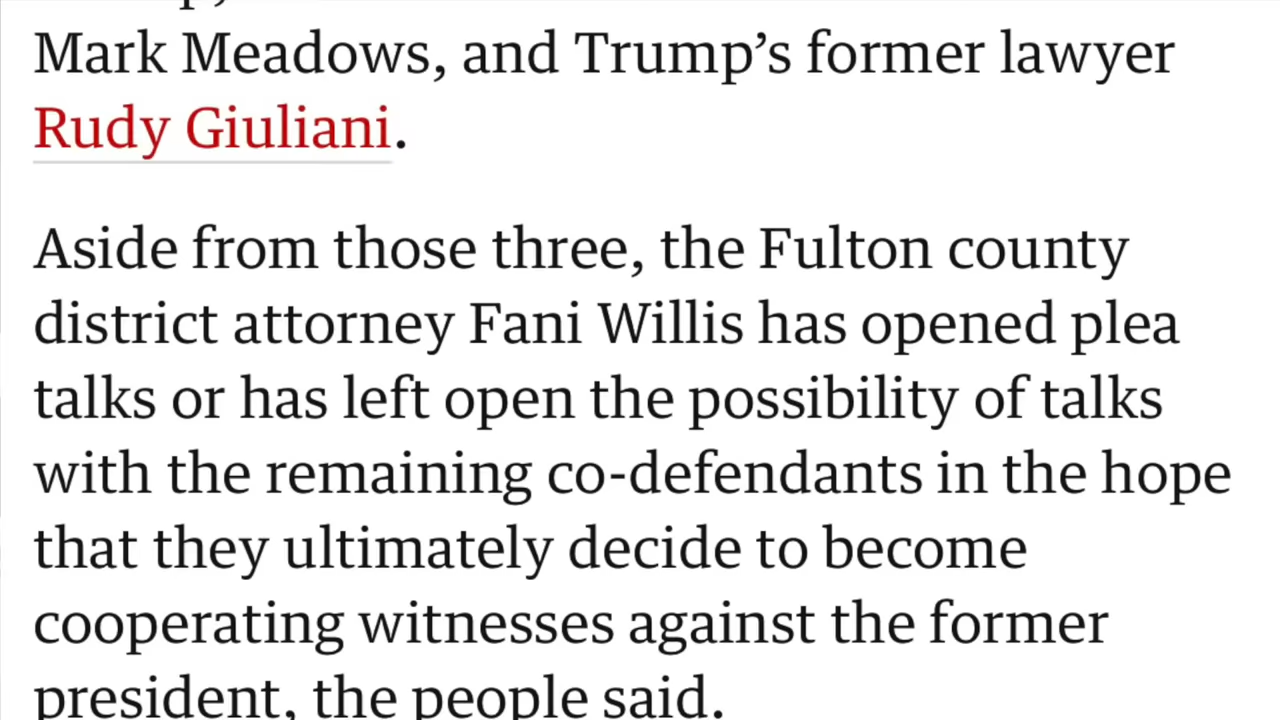 Mark Meadows, and Trump’s former lawyer
Rudy Giuliani.
Aside from those three, the Fulton county
district attorney Fani Willis has opened plea
talks or has left open the possibility of talks
with the remaining co-defendants in the hope
that they ultimately decide to become
cooperating witnesses against the former
president, the people said.